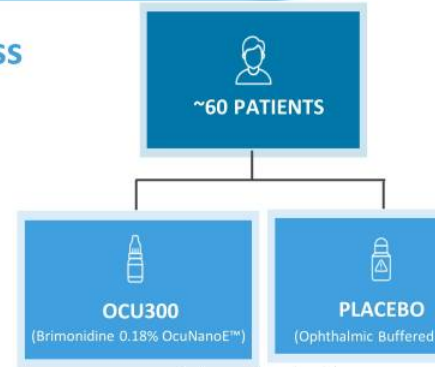 ss
~60 PATIENTS
OCU300
(Brimonidine 0.18% OcuNanoE™)
PLACEBO
(Ophthalmic Buffered